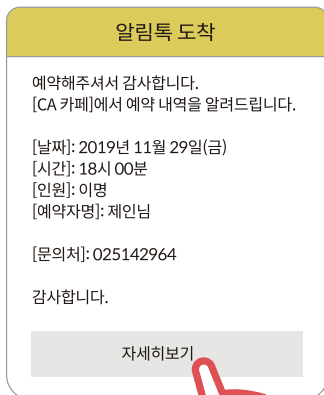 알림톡 도착
예약해주셔서 감사합니다.
[CA 카페]에서 예약 내역을 알려드립니다.
[날짜]: 2019년 11월 29일(금)
[시간]: 18시 00분
[인원]: 이명
[예약자명]: 제인님
[문의처]: 025142964
감사합니다.
자세히보기